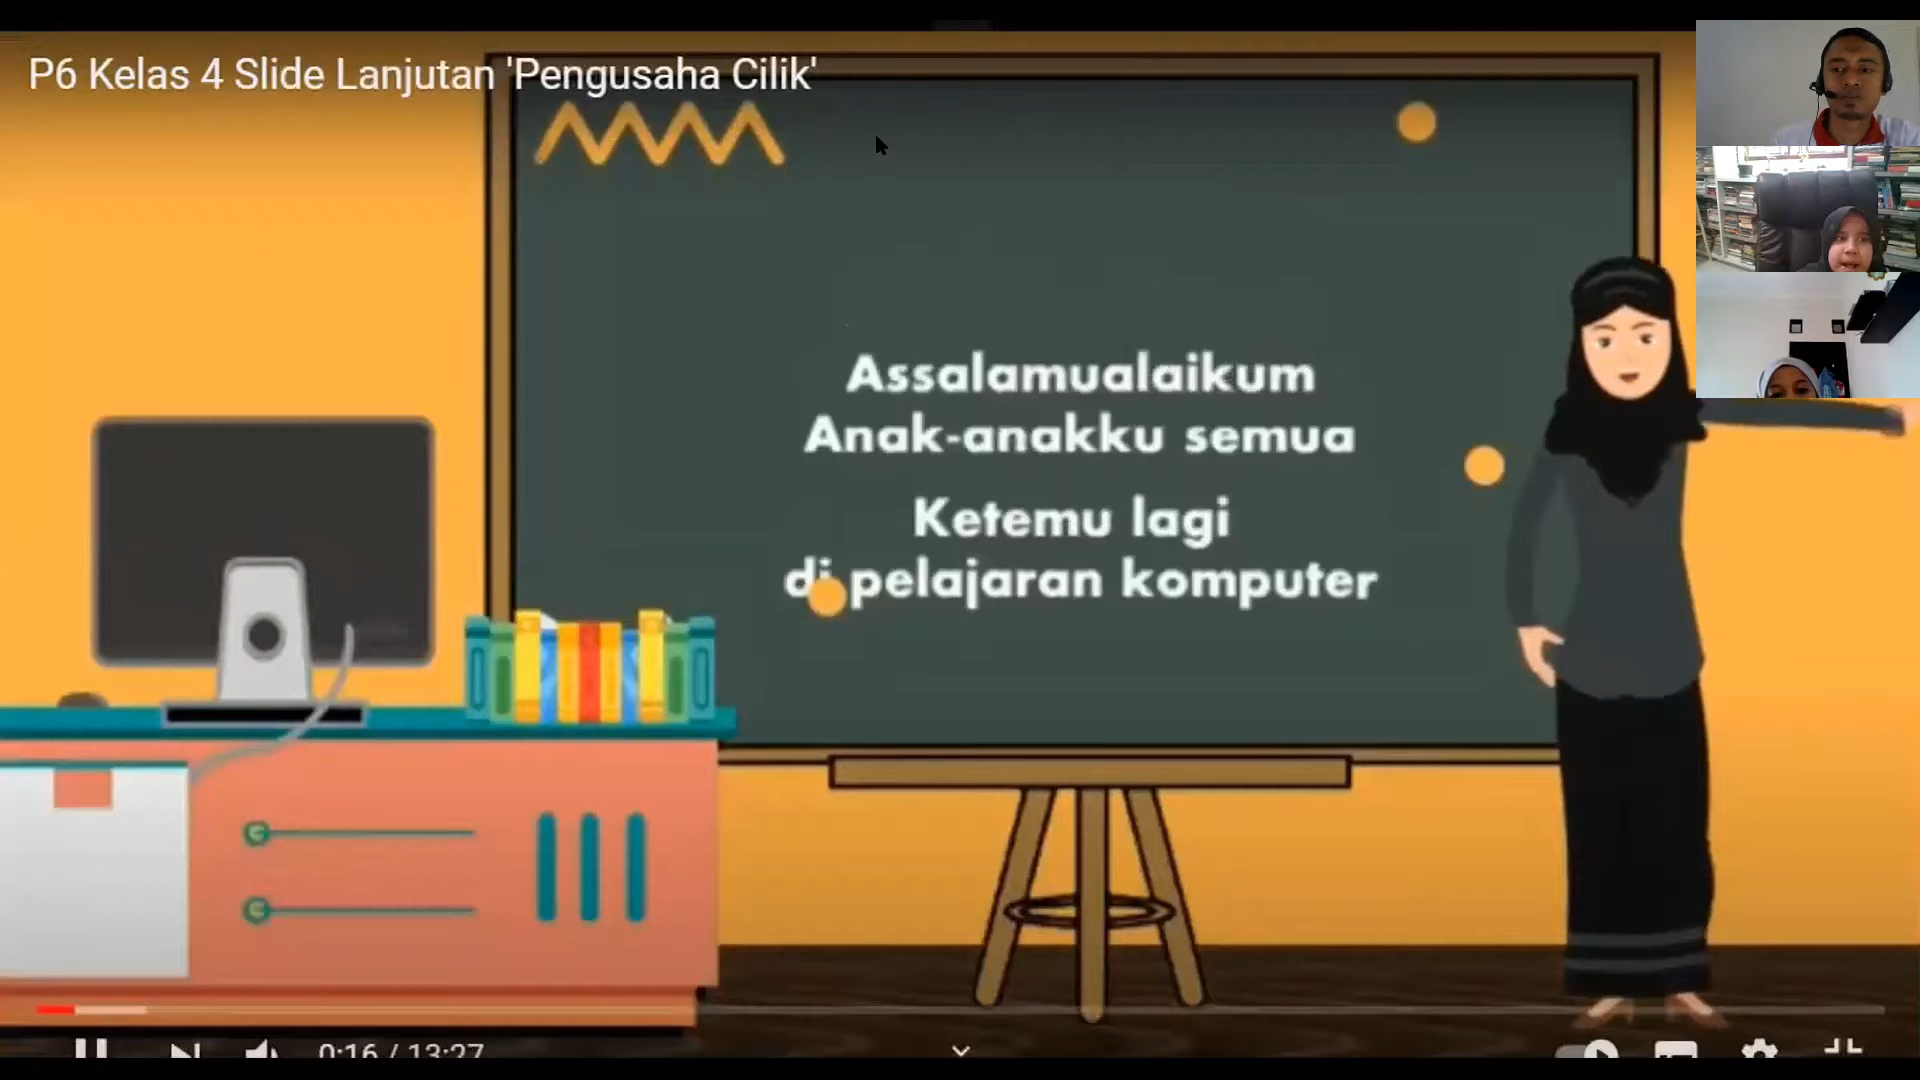 P6 Kelas 4 Slide Lanjutan 'Pengusaha Cilik'
Assalamualaikum
Anak-anakku semua
Ketemu lagi
di pelajaran komputer
0:16 / 13:27